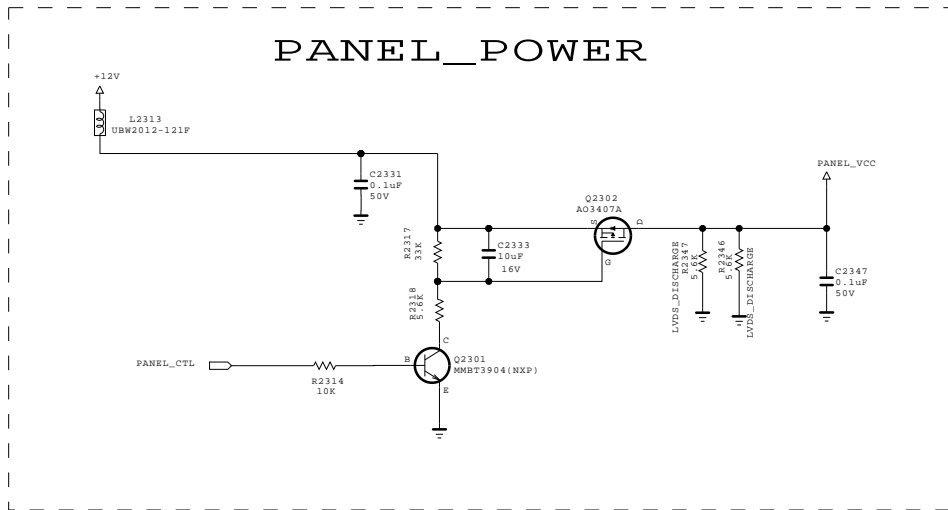 PANEL_POWER
+12V
L2313
UBW2012-121F
PANEL_VCC
C2331
0.1uF
50V
Q2302
AO3407A
S
D
G
R2317
33K
C2333
10uF
16V
LVDS_DISCHARGE
R2347
5.6K
R2346
5.6K
LVDS_DISCHARGE
C2347
0.1uF
50V
R2318
5.6K
PANEL_CTL
R2314
10K
B
C
E
Q2301
MMBT3904(NXP)